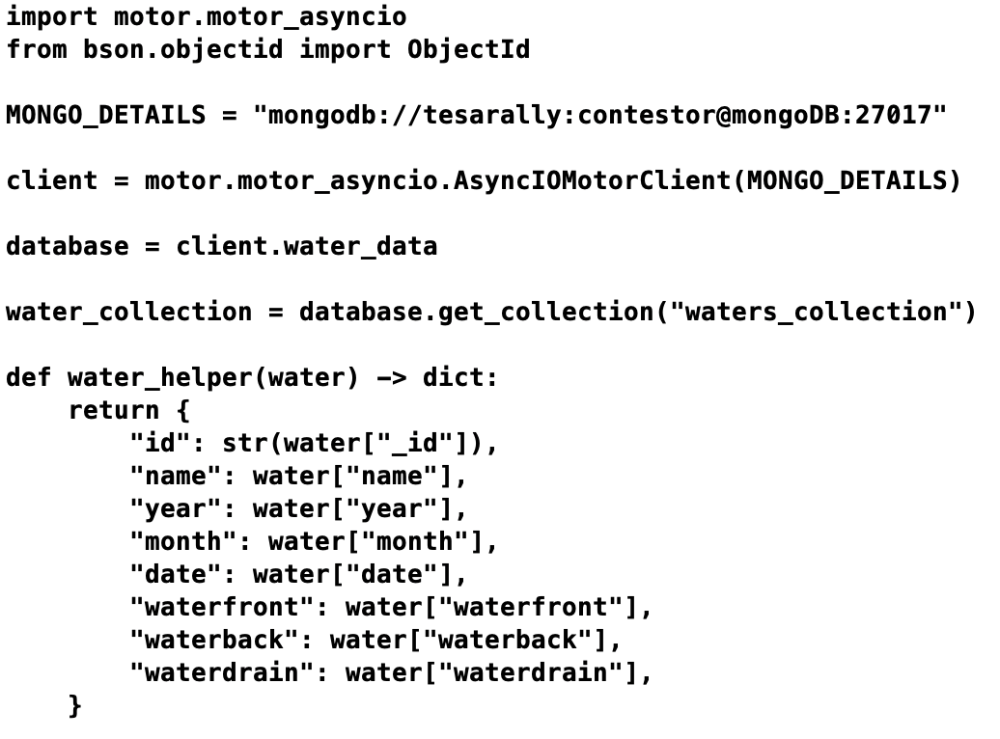 import motor.motor_asyncio
from bson.objectid import ObjectId

MONGO_DETAILS = "mongodb://tesarally:contestor@mongoDB:27017"

client = motor.motor_asyncio.AsyncIOMotorClient(MONGO_DETAILS)

database = client.water_data

water_collection = database.get_collection("waters_collection")

def water_helper(water) -> dict:
    return {
        "id": str(water["_id"]),
        "name": water["name"],
        "year": water["year"],
        "month": water["month"],
        "date": water["date"],
        "waterfront": water["waterfront"],
        "waterback": water["waterback"],
        "waterdrain": water["waterdrain"],
    }